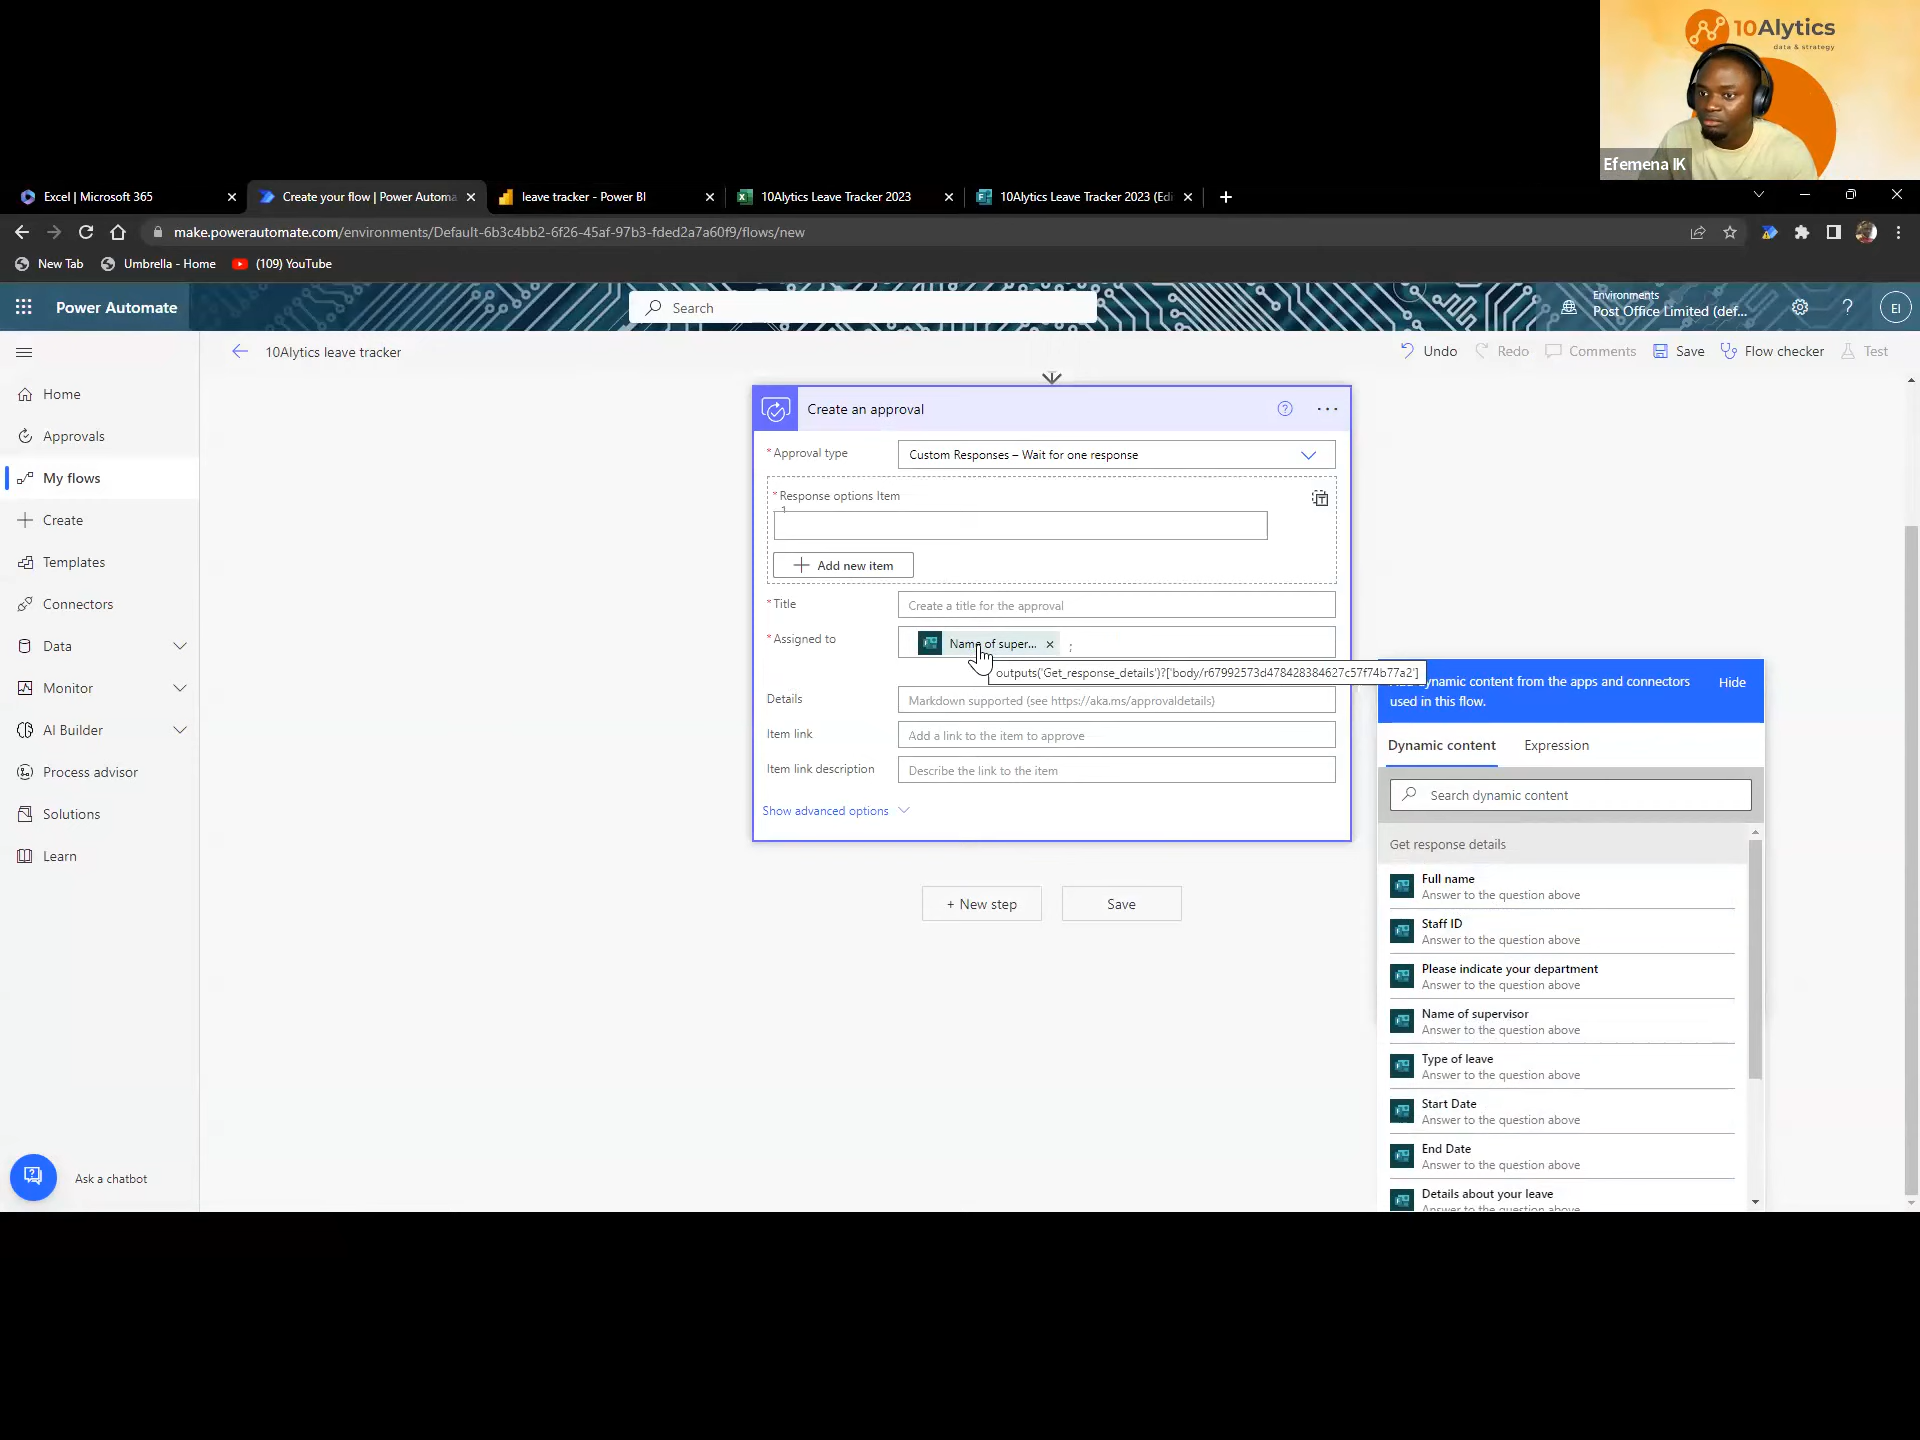 10Alytics
data & strategy
Efemena IK
Excel | Microsoft 365
Create your flow | Power Automa
leave tracker - Power BI
10Alytics Leave Tracker 2023
10Alytics Leave Tracker 2023 (Edi
make.powerautomate.com/environments/Default-6b3c4bb2-6f26-45af-97b3-fded2a7a60f9/flows/new
New Tab
Umbrella - Home
(109) YouTube
Power Automate
Search
Environments
Post Office Limited (def...
EI
10Alytics leave tracker
Undo
Redo
Comments
Save
Flow checker
Test
Home
Approvals
My flows
Create
Templates
Connectors
Data
Monitor
AI Builder
Process advisor
Solutions
Learn
Ask a chatbot
Create an approval
* Approval type
Custom Responses – Wait for one response
* Response options Item
1
+ Add new item
* Title
Create a title for the approval
* Assigned to
Name of super... ;
outputs('Get_response_details')?['body/r67992573d478428384627c57f74b77a2']
Details
Markdown supported (see https://aka.ms/approvaldetails)
Item link
Add a link to the item to approve
Item link description
Describe the link to the item
Show advanced options
+ New step
Save
dynamic content from the apps and connectors
used in this flow.
Hide
Dynamic content
Expression
Search dynamic content
Get response details
Full name
Answer to the question above
Staff ID
Answer to the question above
Please indicate your department
Answer to the question above
Name of supervisor
Answer to the question above
Type of leave
Answer to the question above
Start Date
Answer to the question above
End Date
Answer to the question above
Details about your leave
Answer to the question above